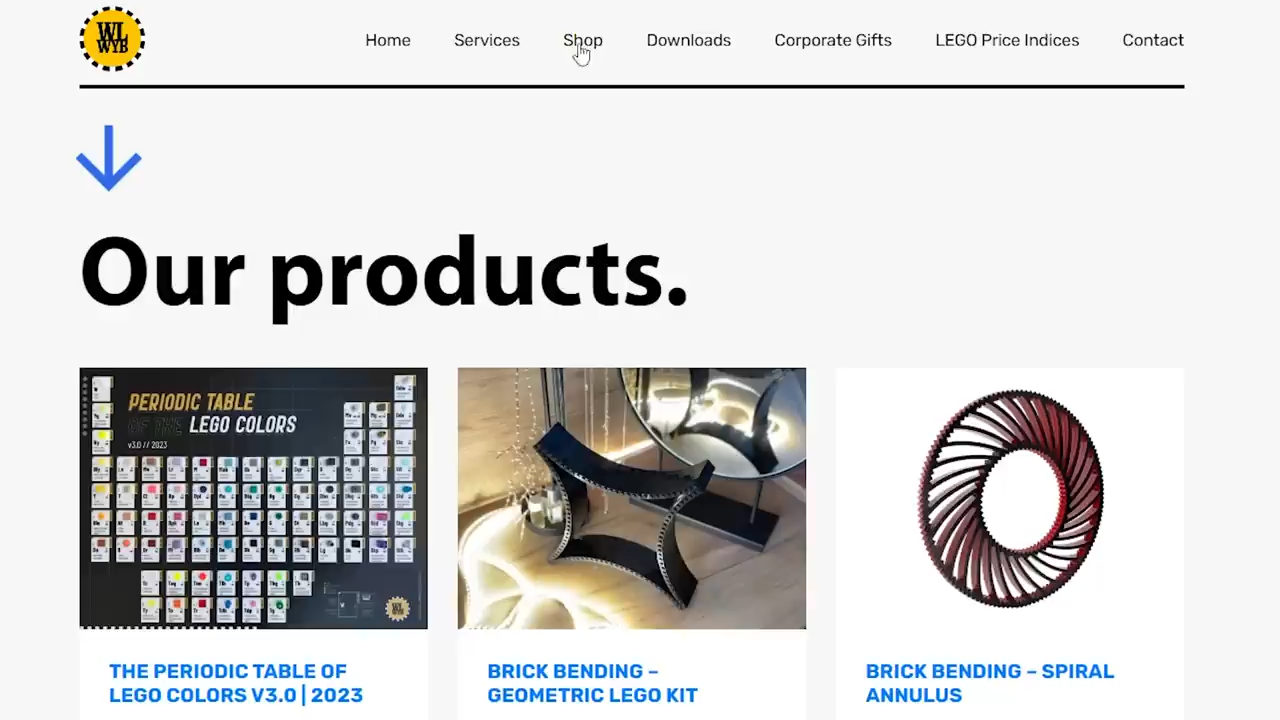 WL
WYB
Home Services Shop Downloads Corporate Gifts LEGO Price Indices Contact
Our products.
PERIODIC TABLE
OF THE LEGO COLORS
v3.0 // 2023
WL
WYB
THE PERIODIC TABLE OF
LEGO COLORS V3.0 | 2023
BRICK BENDING –
GEOMETRIC LEGO KIT
BRICK BENDING – SPIRAL
ANNULUS